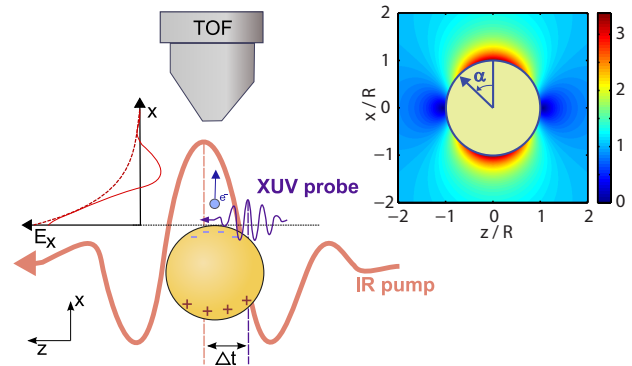 TOF
x
E_x
e⁻
XUV probe
- - - -
+ + + +
IR pump
x
z
Δt
α
x / R
2
1
0
-1
-2
-2
-1
0
1
2
z / R
3
2
1
0